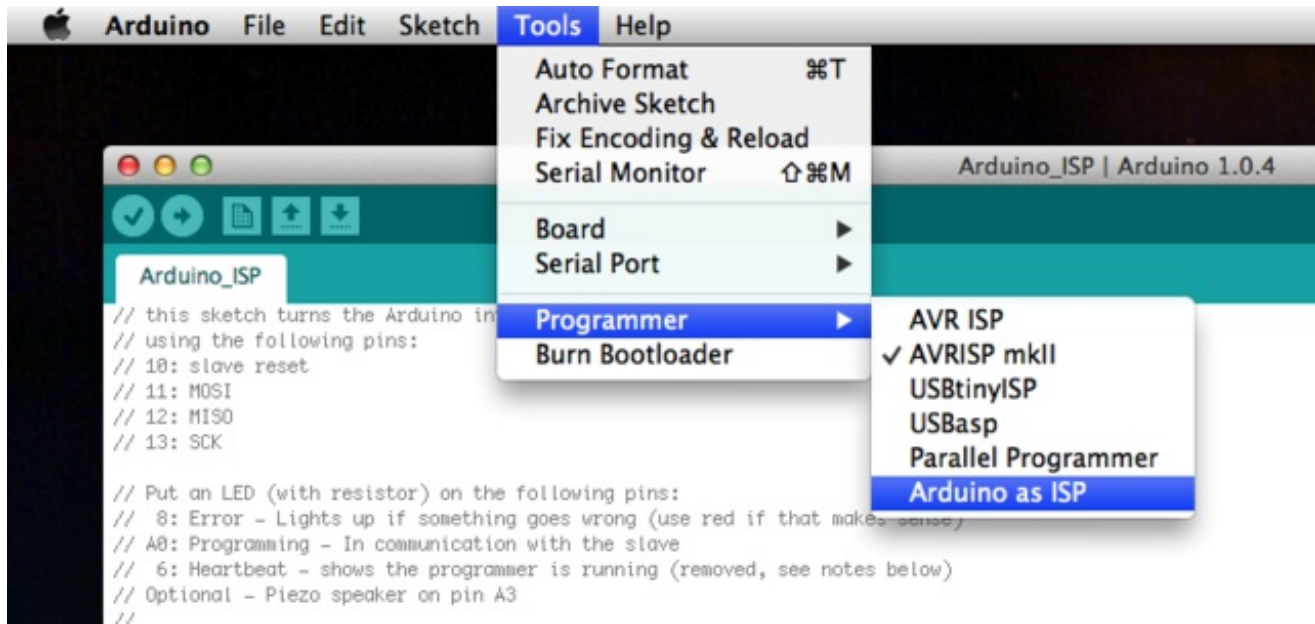 Arduino File Edit Sketch Tools Help
Auto Format ⌘T
Archive Sketch
Fix Encoding & Reload
Serial Monitor ⇧⌘M
Board ▶
Serial Port ▶
Programmer ▶
Burn Bootloader
AVR ISP
✓ AVRISP mkII
USBtinyISP
USBasp
Parallel Programmer
Arduino as ISP
Arduino_ISP | Arduino 1.0.4
Arduino_ISP
// this sketch turns the Arduino in
// using the following pins:
// 10: slave reset
// 11: MOSI
// 12: MISO
// 13: SCK
// Put an LED (with resistor) on the following pins:
// 8: Error - Lights up if something goes wrong (use red if that makes sense)
// A0: Programming - In communication with the slave
// 6: Heartbeat - shows the programmer is running (removed, see notes below)
// Optional - Piezo speaker on pin A3
//